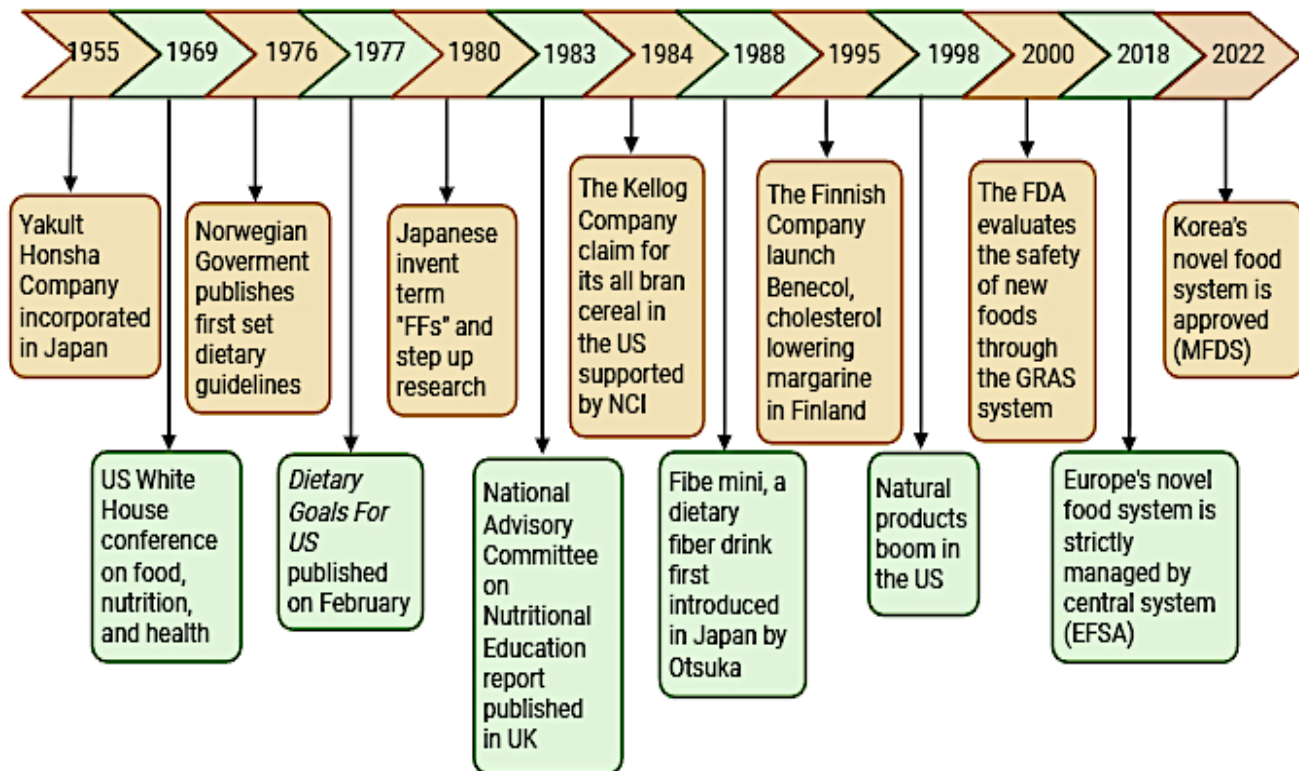 1955
1969
1976
1977
1980
1983
1984
1988
1995
1998
2000
2018
2022
Yakult
Honsha
Company
incorporated
in Japan
Norwegian
Goverment
publishes
first set
dietary
guidelines
Japanese
invent
term
"FFs" and
step up
research
The Kellog
Company
claim for
its all bran
cereal in
the US
supported
by NCI
The Finnish
Company
launch
Benecol,
cholesterol
lowering
margarine
in Finland
The FDA
evaluates
the safety
of new
foods
through
the GRAS
system
Korea's
novel food
system is
approved
(MFDS)
US White
House
conference
on food,
nutrition,
and health
Dietary
Goals For
US
published
on February
National
Advisory
Committee
on
Nutritional
Education
report
published
in UK
Fibe mini, a
dietary
fiber drink
first
introduced
in Japan by
Otsuka
Natural
products
boom in
the US
Europe's novel
food system is
strictly
managed by
central system
(EFSA)